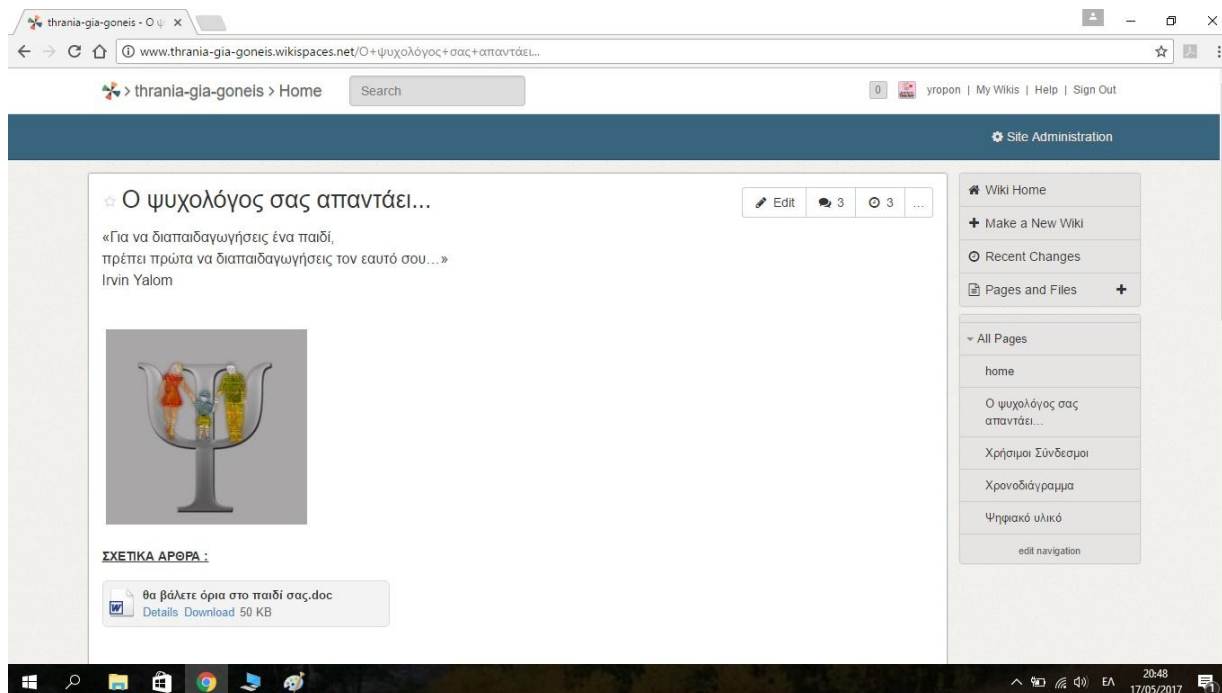 thrania-gia-goneis - Ο ψ
www.thrania-gia-goneis.wikispaces.net/Ο+ψυχολόγος+σας+απαντάει...
> thrania-gia-goneis > Home
Search
0
yropon | My Wikis | Help | Sign Out
Site Administration
Ο ψυχολόγος σας απαντάει...
Edit
3
3
...
«Για να διαπαιδαγωγήσεις ένα παιδί,
πρέπει πρώτα να διαπαιδαγωγήσεις τον εαυτό σου…»
Irvin Yalom
ΣΧΕΤΙΚΑ ΑΡΘΡΑ :
θα βάλετε όρια στο παιδί σας.doc
Details Download 50 KB
Wiki Home
Make a New Wiki
Recent Changes
Pages and Files +
All Pages
home
Ο ψυχολόγος σας
απαντάει...
Χρήσιμοι Σύνδεσμοι
Χρονοδιάγραμμα
Ψηφιακό υλικό
edit navigation
ΕΛ
20:48
17/05/2017